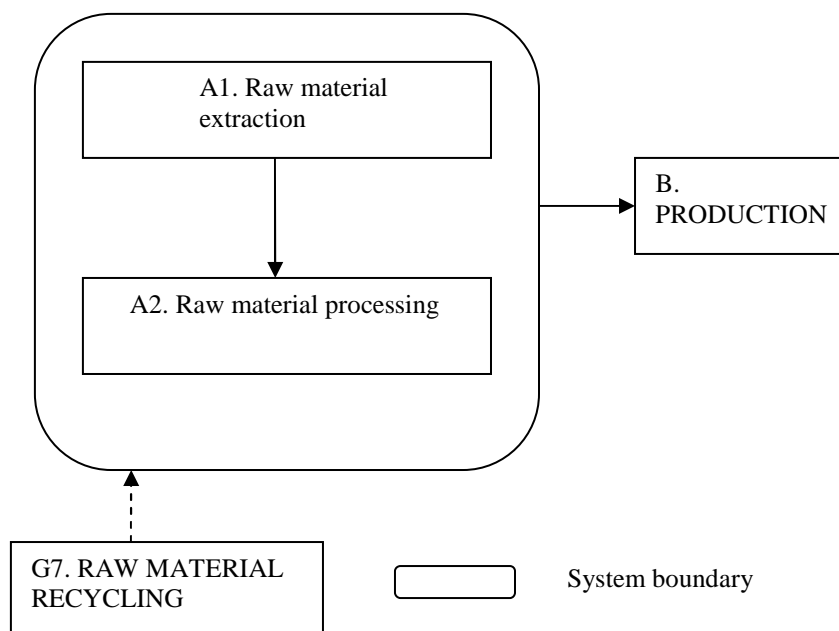 A1. Raw material
extraction
B.
PRODUCTION
A2. Raw material processing
G7. RAW MATERIAL
RECYCLING
System boundary